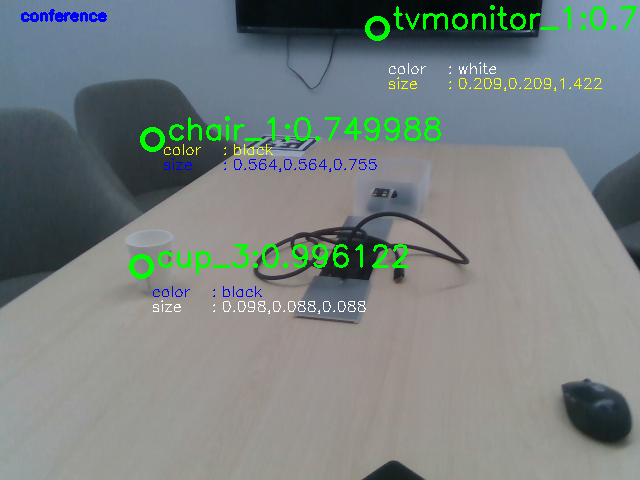 conference
tvmonitor_1:0.7
color : white
size : 0.209,0.209,1.422
chair_1:0.749988
color : black
size : 0.564,0.564,0.755
cup_3:0.996122
color : black
size : 0.098,0.088,0.088